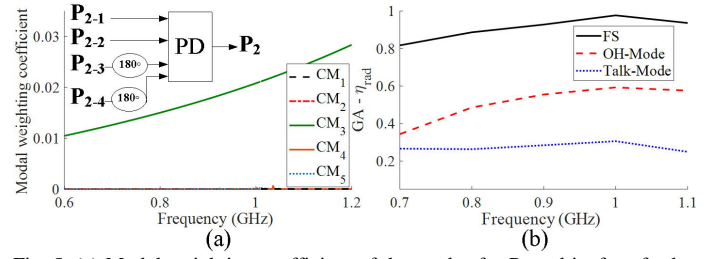 P2-1
P2-2
P2-3
P2-4
180°
180°
PD
P2
Modal weighting coefficient
0.03
0.02
0.01
0
0.6
0.8
1
1.2
Frequency (GHz)
CM1
CM2
CM3
CM4
CM5
(a)
GA - ηrad
1
0.8
0.6
0.4
0.2
0.7
0.8
0.9
1
1.1
Frequency (GHz)
FS
OH-Mode
Talk-Mode
(b)